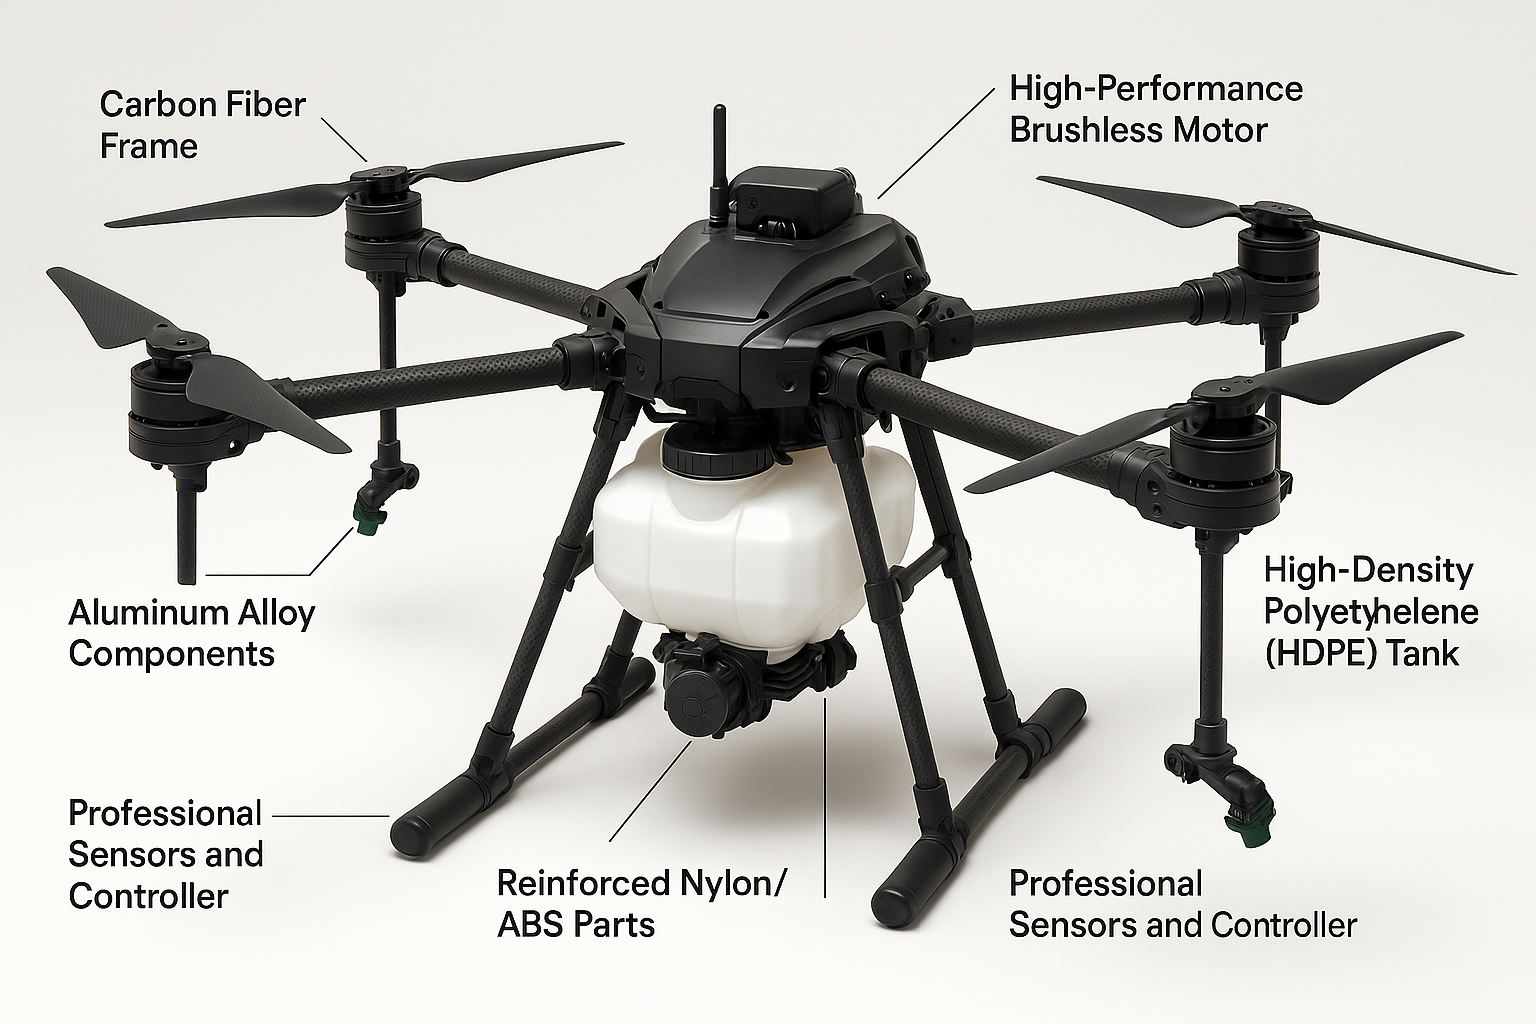 Carbon Fiber
Frame
High-Performance
Brushless Motor
Aluminum Alloy
Components
High-Density
Polyetyhelene
(HDPE) Tank
Professional
Sensors and
Controller
Reinforced Nylon/
ABS Parts
Professional
Sensors and Controller